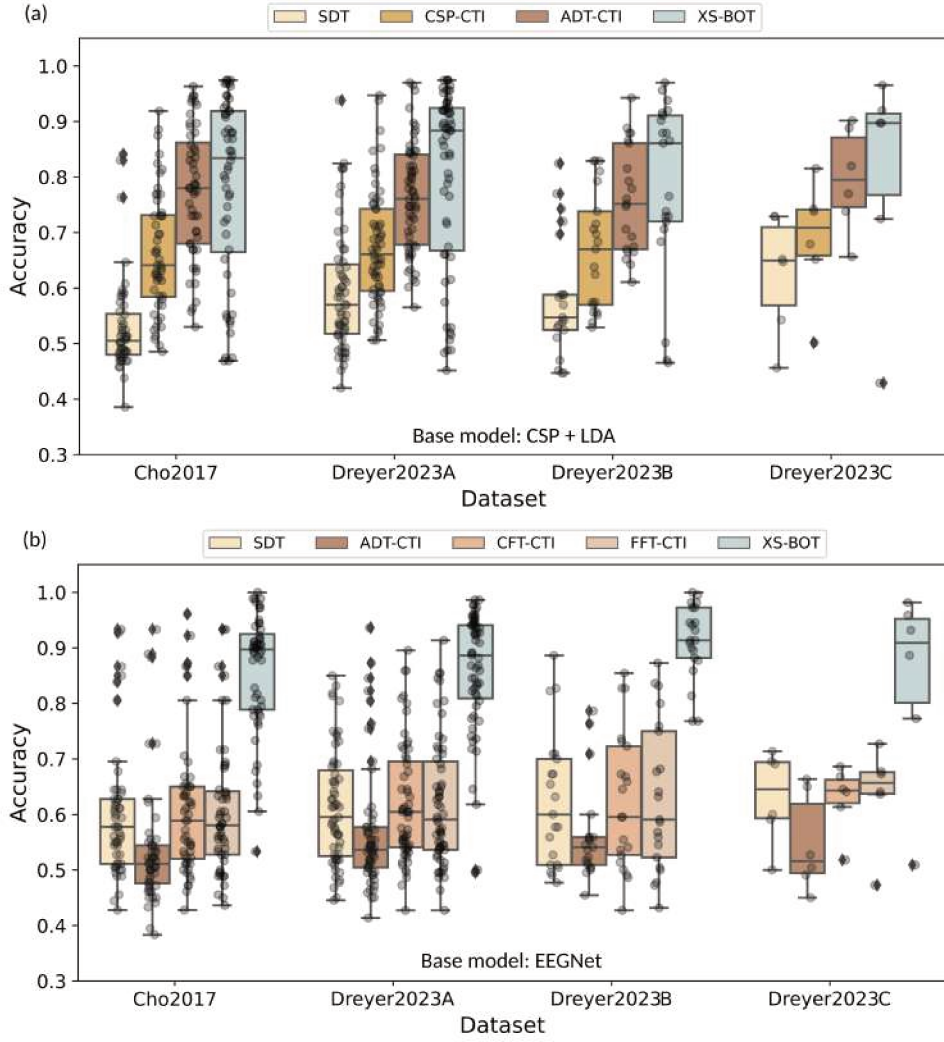 (a)
SDT CSP-CTI ADT-CTI XS-BOT
1.0
0.9
0.8
0.7
0.6
0.5
0.4
0.3
Accuracy
Base model: CSP + LDA
Cho2017 Dreyer2023A Dreyer2023B Dreyer2023C
Dataset
(b)
SDT ADT-CTI CFT-CTI FFT-CTI XS-BOT
1.0
0.9
0.8
0.7
0.6
0.5
0.4
0.3
Accuracy
Base model: EEGNet
Cho2017 Dreyer2023A Dreyer2023B Dreyer2023C
Dataset